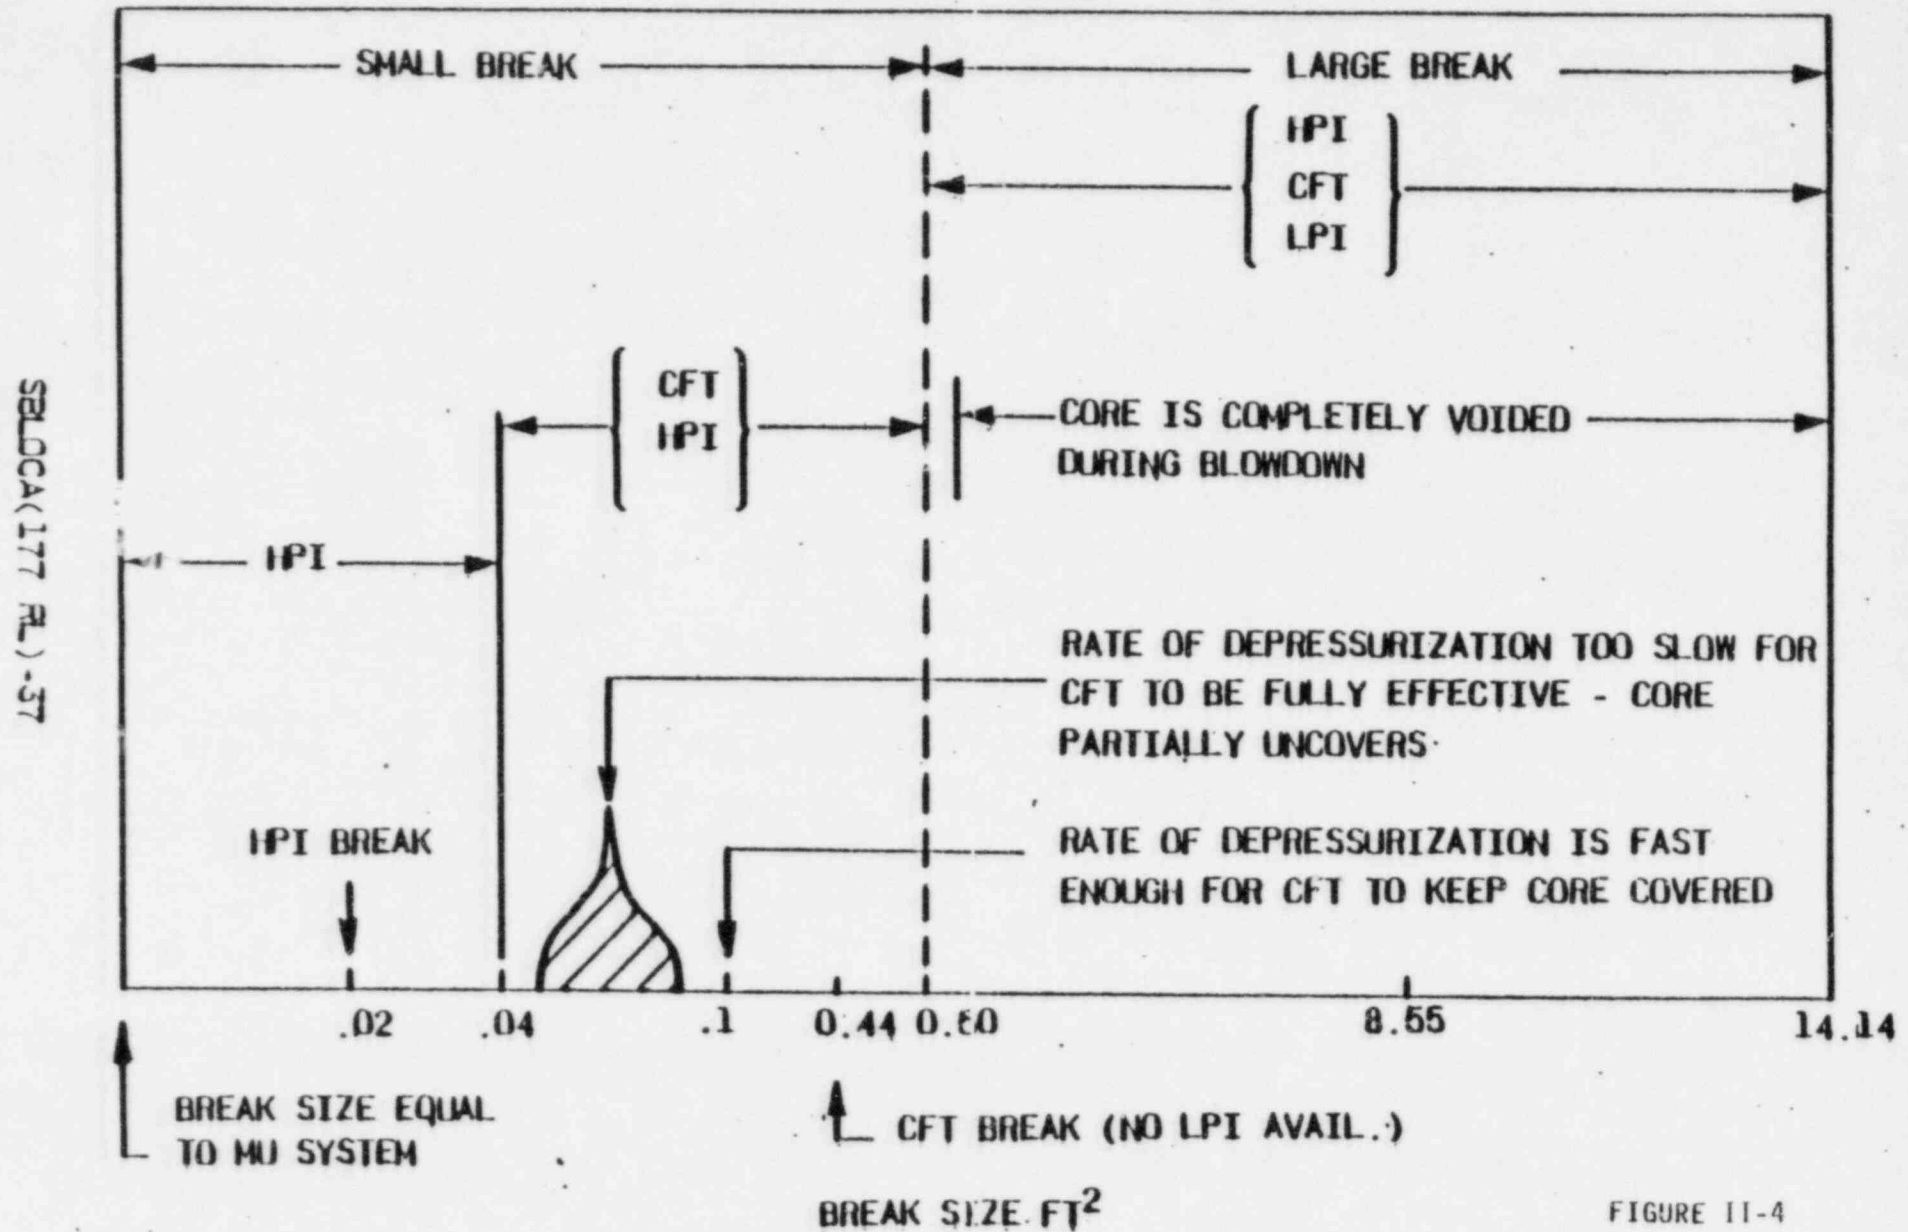 SMALL BREAK
LARGE BREAK
HPI
CFT
LPI
CFT
HPI
CORE IS COMPLETELY VOIDED
DURING BLOWDOWN
HPI
RATE OF DEPRESSURIZATION TOO SLOW FOR
CFT TO BE FULLY EFFECTIVE - CORE
PARTIALLY UNCOVERS
HPI BREAK
RATE OF DEPRESSURIZATION IS FAST
ENOUGH FOR CFT TO KEEP CORE COVERED
.02 .04 .1 0.44 14.14
BREAK SIZE EQUAL
TO MU SYSTEM
CFT BREAK (NO LPI AVAIL.)
BREAK SIZE FT²
FIGURE II-4